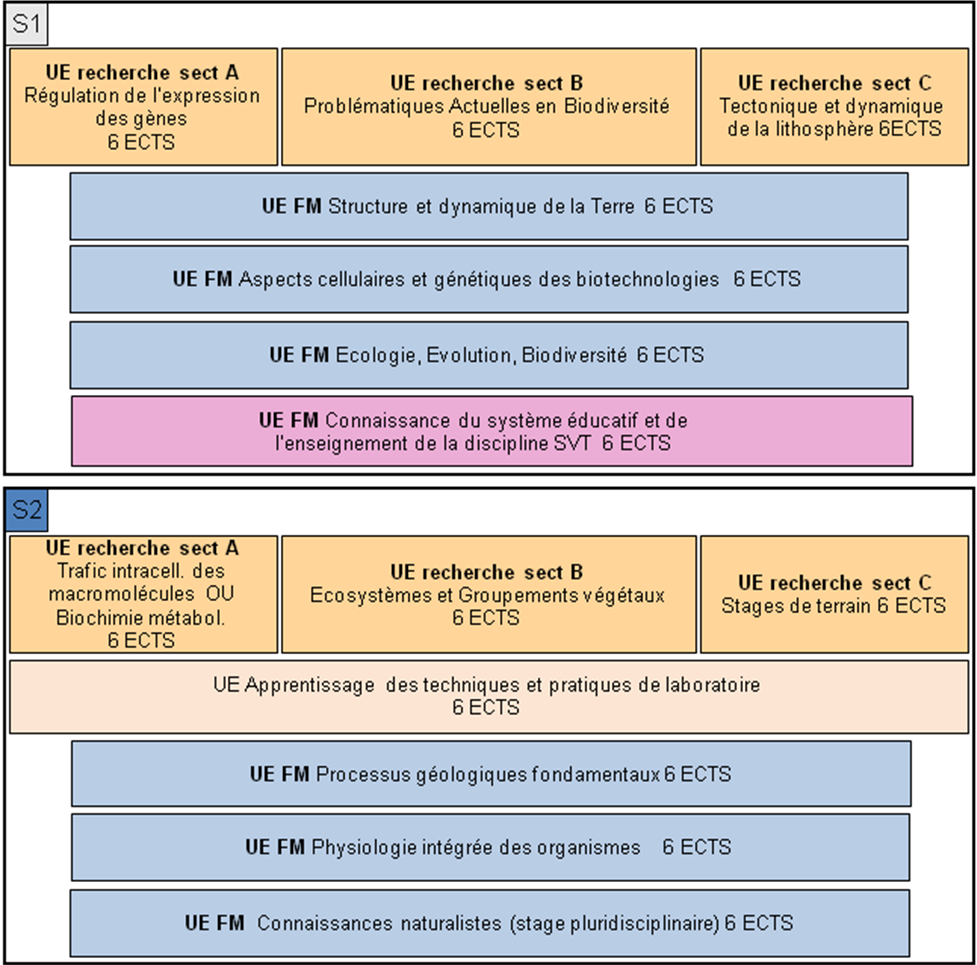 S1
UE recherche sect A
Régulation de l'expression
des gènes
6 ECTS
UE recherche sect B
Problématiques Actuelles en Biodiversité
6 ECTS
UE recherche sect C
Tectonique et dynamique
de la lithosphère 6ECTS
UE FM Structure et dynamique de la Terre 6 ECTS
UE FM Aspects cellulaires et génétiques des biotechnologies 6 ECTS
UE FM Ecologie, Evolution, Biodiversité 6 ECTS
UE FM Connaissance du système éducatif et de
l'enseignement de la discipline SVT 6 ECTS
S2
UE recherche sect A
Trafic intracell. des
macromolécules OU
Biochimie métabol.
6 ECTS
UE recherche sect B
Ecosystèmes et Groupements végétaux
6 ECTS
UE recherche sect C
Stages de terrain 6 ECTS
UE Apprentissage des techniques et pratiques de laboratoire
6 ECTS
UE FM Processus géologiques fondamentaux 6 ECTS
UE FM Physiologie intégrée des organismes 6 ECTS
UE FM Connaissances naturalistes (stage pluridisciplinaire) 6 ECTS